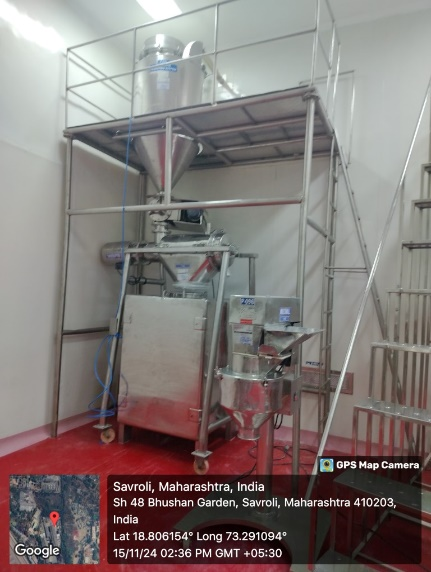 GPS Map Camera
Savroli, Maharashtra, India
Sh 48 Bhushan Garden, Savroli, Maharashtra 410203,
India
Lat 18.806154° Long 73.291094°
15/11/24 02:36 PM GMT +05:30
Google